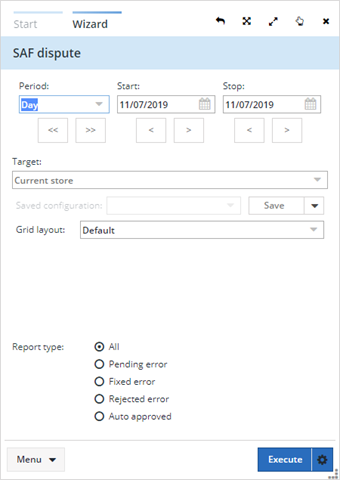 Start Wizard
SAF dispute
Period: Start: Stop:
Day 11/07/2019 11/07/2019
<< >> < > < >
Target:
Current store
Saved configuration: Save
Grid layout: Default
Report type: All
Pending error
Fixed error
Rejected error
Auto approved
Menu Execute